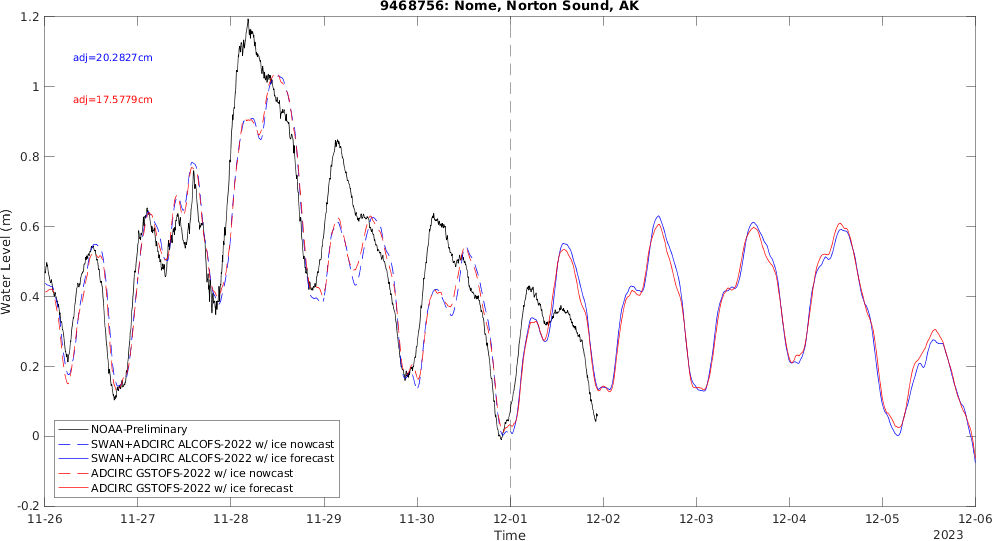 9468756: Nome, Norton Sound, AK
1.2
adj=20.2827cm
1
adj=17.5779cm
0.8
0.6
Water Level (m)
0.4
0.2
NOAA-Preliminary
0
SWAN+ADCIRC ALCOFS-2022 w/ ice nowcast
SWAN+ADCIRC ALCOFS-2022 w/ ice forecast
ADCIRC GSTOFS-2022 w/ ice nowcast
ADCIRC GSTOFS-2022 w/ ice forecast
-0.2
11-26 11-27 11-28 11-29 11-30 12-01 12-02 12-03 12-04 12-05 12-06
Time 2023